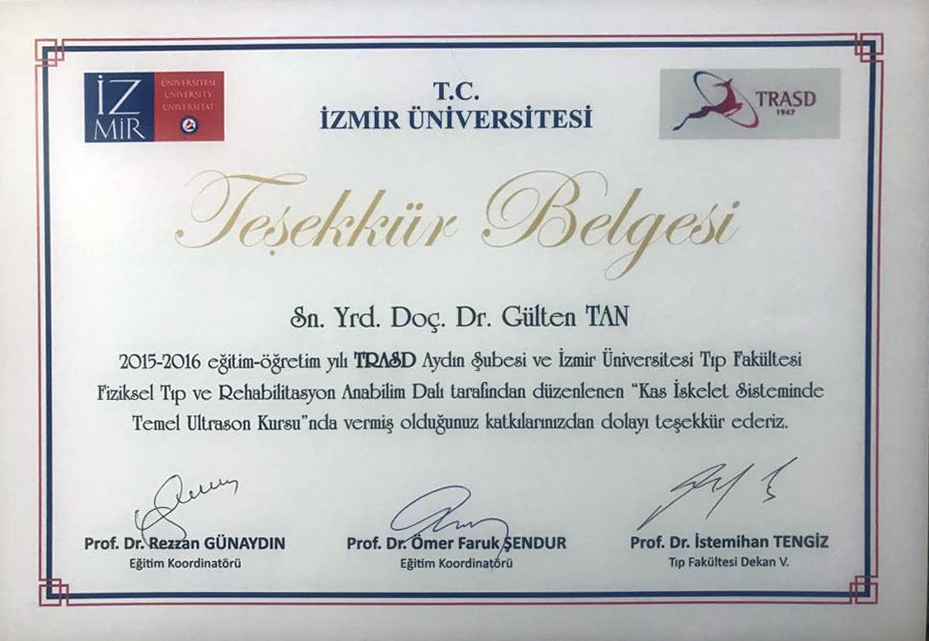 İZ
MİR
ÜNİVERSİTESİ
UNIVERSITY
UNIVERSITÄT
T.C.
İZMİR ÜNİVERSİTESİ
TRASD
1947
Teşekkür Belgesi
Sn. Yrd. Doç. Dr. Gülten TAN
2015-2016 eğitim-öğretim yılı TRASD Aydın Şubesi ve İzmir Üniversitesi Tıp Fakültesi
Fiziksel Tıp ve Rehabilitasyon Anabilim Dalı tarafından düzenlenen “Kas İskelet Sisteminde
Temel Ultrason Kursu”nda vermiş olduğunuz katkılarınızdan dolayı teşekkür ederiz.
Prof. Dr. Rezzan GÜNAYDIN
Eğitim Koordinatörü
Prof. Dr. Ömer Faruk ŞENDUR
Eğitim Koordinatörü
Prof. Dr. İstemihan TENGİZ
Tıp Fakültesi Dekan V.